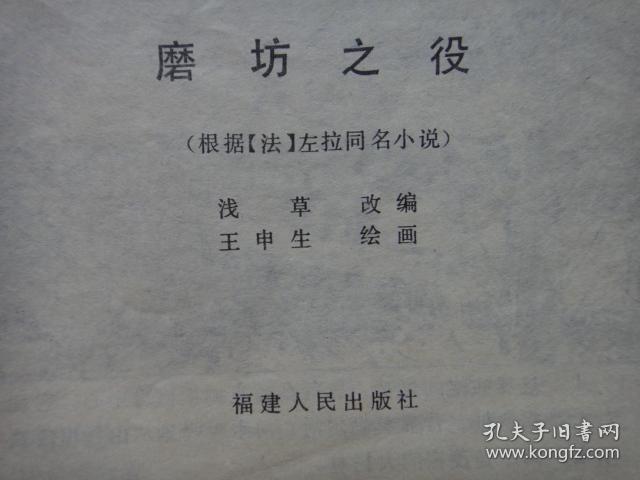 磨坊之役
(根据【法】左拉同名小说)
浅草 改编
王申生 绘画
福建人民出版社
孔夫子旧书网
www.kongfz.com